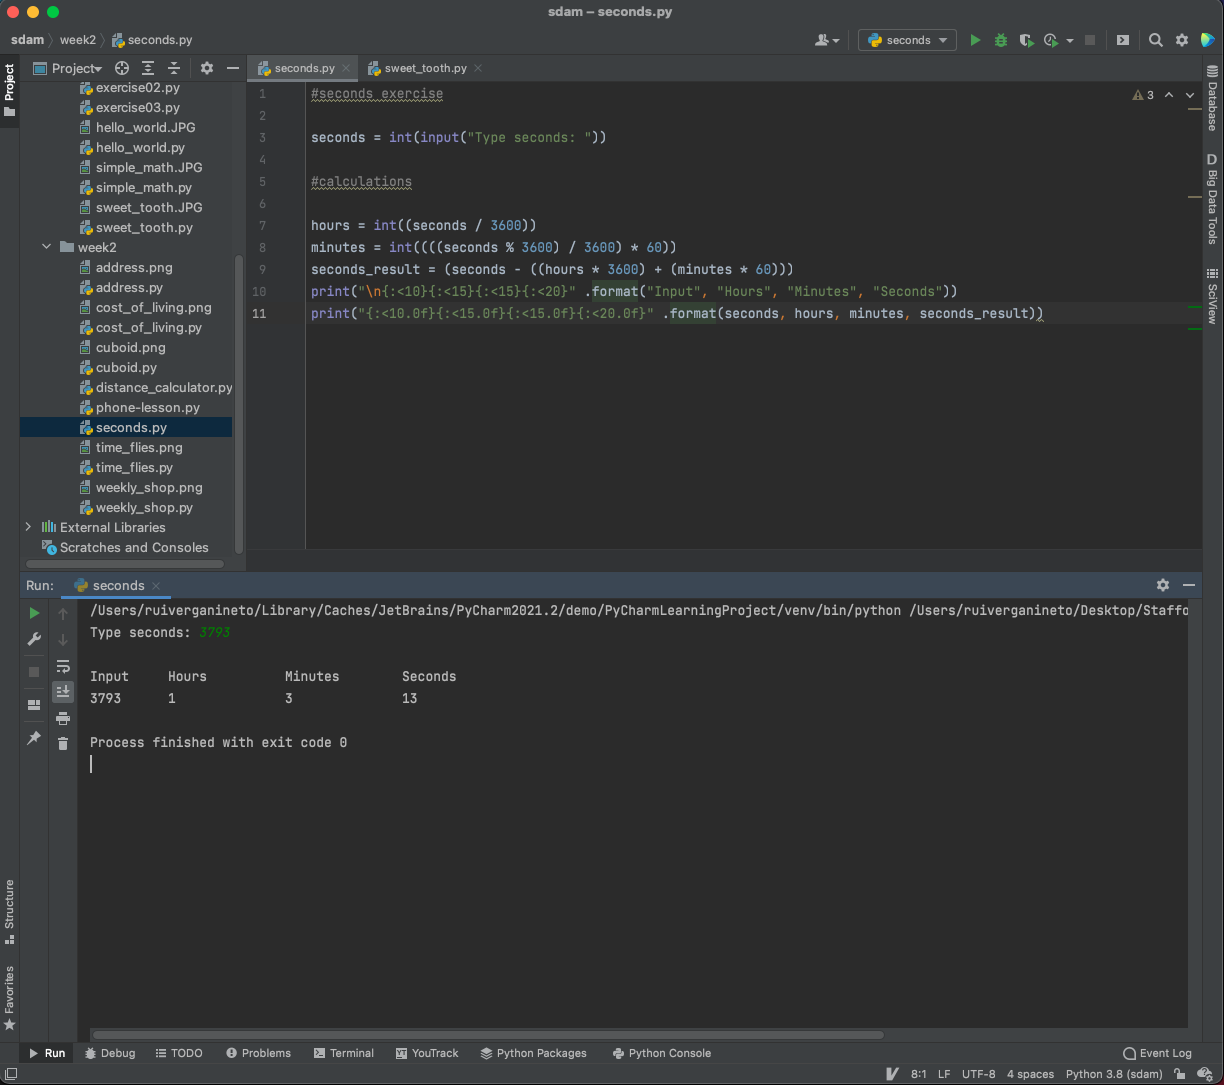 sdam – seconds.py
sdam week2 seconds.py
seconds
Project
seconds.py
sweet_tooth.py
Project
exercise02.py
exercise03.py
hello_world.JPG
hello_world.py
simple_math.JPG
simple_math.py
sweet_tooth.JPG
sweet_tooth.py
week2
address.png
address.py
cost_of_living.png
cost_of_living.py
cuboid.png
cuboid.py
distance_calculator.py
phone-lesson.py
seconds.py
time_flies.png
time_flies.py
weekly_shop.png
weekly_shop.py
External Libraries
Scratches and Consoles
1 #seconds exercise
2
3 seconds = int(input("Type seconds: "))
4
5 #calculations
6
7 hours = int((seconds / 3600))
8 minutes = int((((seconds % 3600) / 3600) * 60))
9 seconds_result = (seconds - ((hours * 3600) + (minutes * 60)))
10 print("\n{:<10}{:<15}{:<15}{:<20}" .format("Input", "Hours", "Minutes", "Seconds"))
11 print("{:<10.0f}{:<15.0f}{:<15.0f}{:<20.0f}" .format(seconds, hours, minutes, seconds_result))
3
Database
D Big Data Tools
SciView
Run: seconds
/Users/ruiverganineto/Library/Caches/JetBrains/PyCharm2021.2/demo/PyCharmLearningProject/venv/bin/python /Users/ruiverganineto/Desktop/Staffo
Type seconds: 3793
Input Hours Minutes Seconds
3793 1 3 13
Process finished with exit code 0
Structure
Favorites
Run Debug TODO Problems Terminal YouTrack Python Packages Python Console Event Log
8:1 LF UTF-8 4 spaces Python 3.8 (sdam)